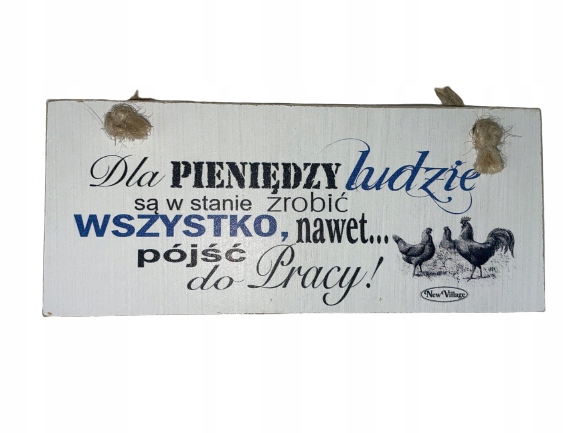 Dla PIENIĘDZY ludzie
są w stanie zrobić
WSZYSTKO, nawet...
pójść
do Pracy!
New Village